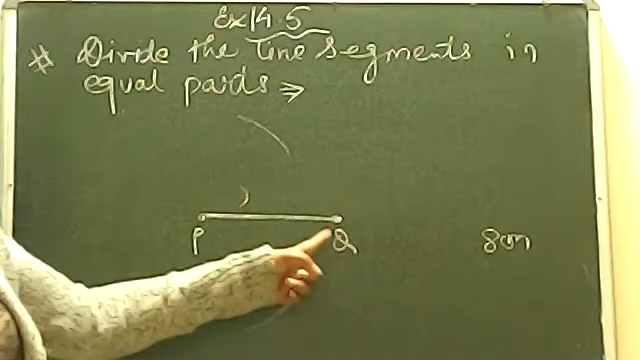 Ex 14.5
# Divide the line segments in
equal parts ⇒
P
Q
8cm